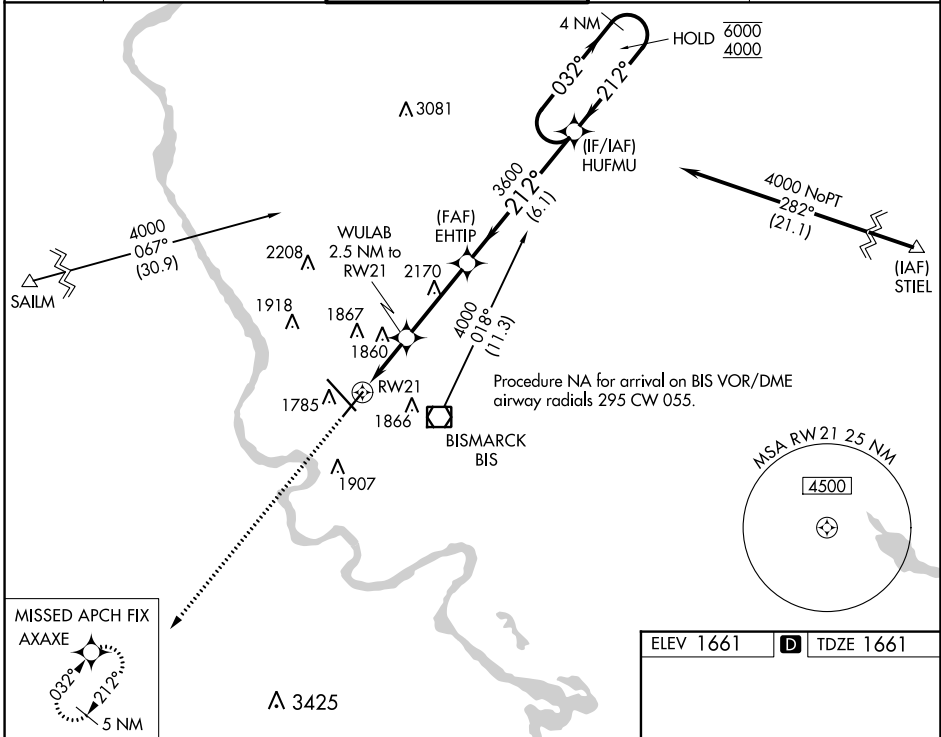 4 NM
HOLD 6000
4000
032°
212°
3081
(IF/IAF)
HUFMU
3600
212°
(6.1)
4000 NoPT
282°
(21.1)
(IAF)
STIEL
4000
067°
(30.9)
SAILM
(FAF)
EHTIP
WULAB
2.5 NM to
RW21
2208
2170
1918
1867
1860
4000
018°
(11.3)
RW21
1785
1866
Procedure NA for arrival on BIS VOR/DME
airway radials 295 CW 055.
BISMARCK
BIS
1907
MSA RW 21 25 NM
4500
MISSED APCH FIX
AXAXE
032°
212°
5 NM
3425
ELEV 1661 D TDZE 1661